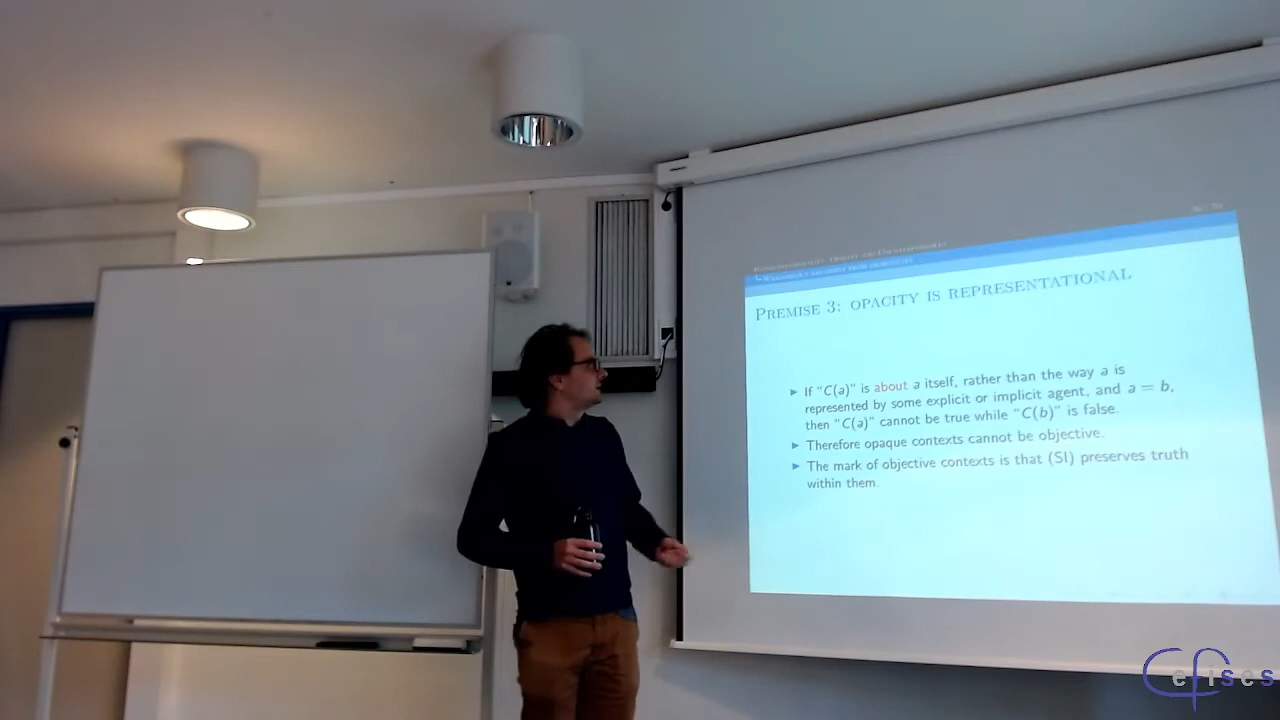 PREMISE 3: OPACITY IS REPRESENTATIONAL
▶ If “C(a)” is about a itself, rather than the way a is
represented by some explicit or implicit agent, and a = b,
then “C(a)” cannot be true while “C(b)” is false.
▶ Therefore opaque contexts cannot be objective.
▶ The mark of objective contexts is that (SI) preserves truth
within them.
Cefises